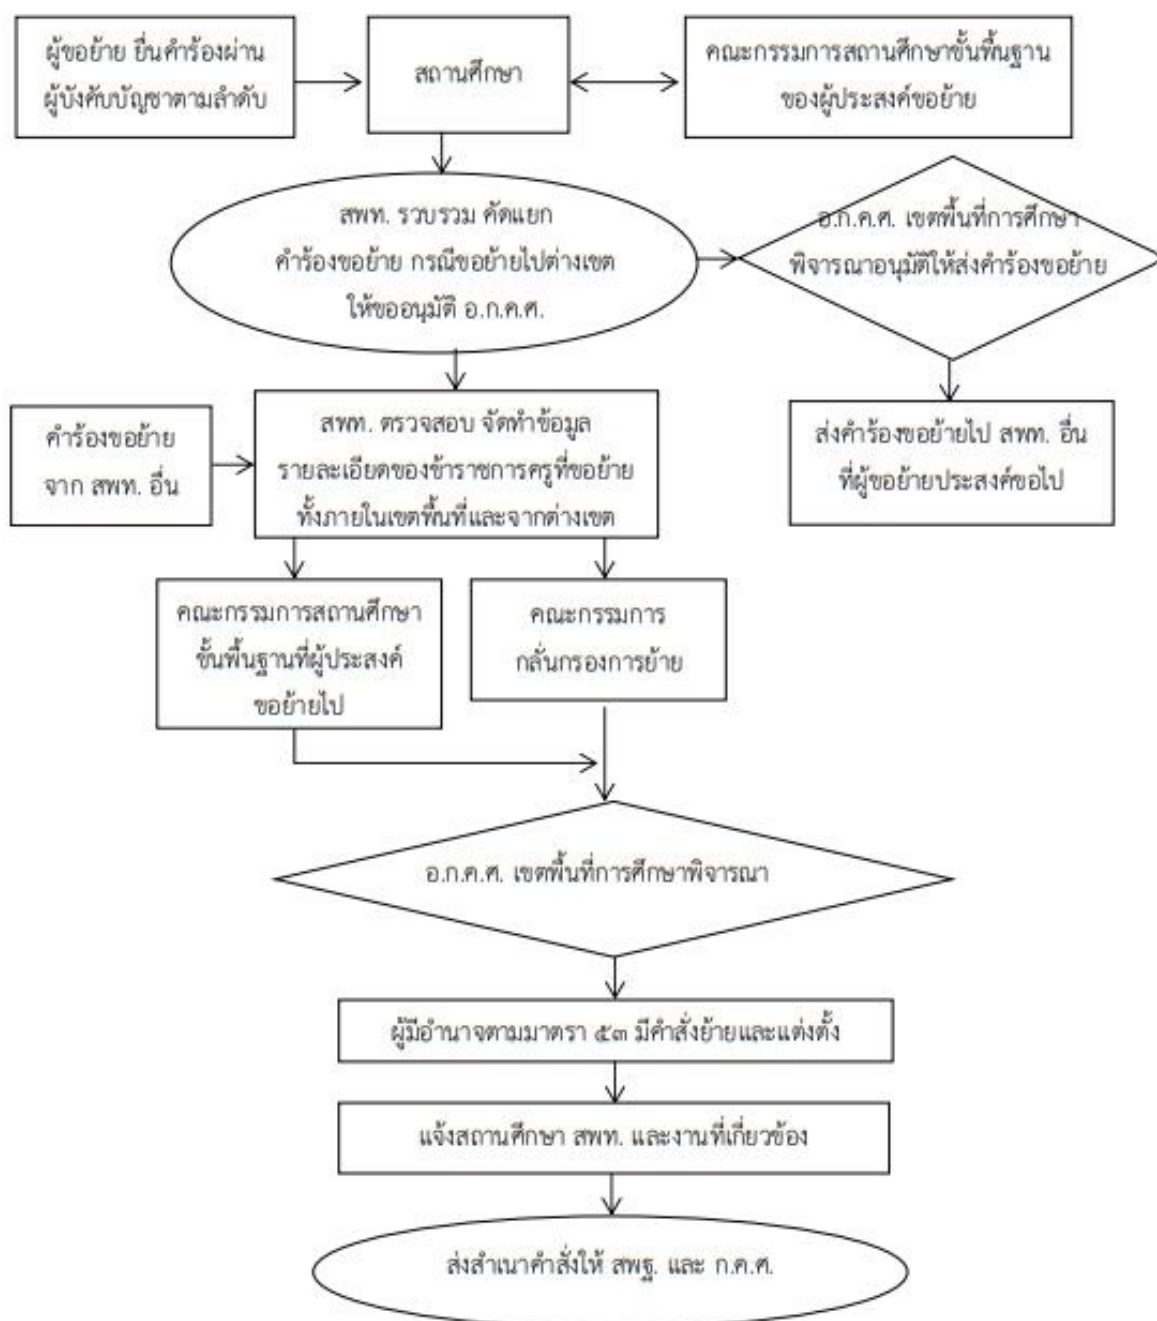 ผู้ขอย้าย ยื่นคำร้องผ่าน
ผู้บังคับบัญชาตามลำดับ
สถานศึกษา
คณะกรรมการสถานศึกษาขั้นพื้นฐาน
ของผู้ประสงค์ขอย้าย
สพท. รวบรวม คัดแยก
คำร้องขอย้าย กรณีขอย้ายไปต่างเขต
ให้ขออนุมัติ อ.ก.ค.ศ.
อ.ก.ค.ศ. เขตพื้นที่การศึกษา
พิจารณาอนุมัติให้ส่งคำร้องขอย้าย
คำร้องขอย้าย
จาก สพท. อื่น
สพท. ตรวจสอบ จัดทำข้อมูล
รายละเอียดของข้าราชการครูที่ขอย้าย
ทั้งภายในเขตพื้นที่และจากต่างเขต
ส่งคำร้องขอย้ายไป สพท. อื่น
ที่ผู้ขอย้ายประสงค์ขอไป
คณะกรรมการสถานศึกษา
ขั้นพื้นฐานที่ผู้ประสงค์
ขอย้ายไป
คณะกรรมการ
กลั่นกรองการย้าย
อ.ก.ค.ศ. เขตพื้นที่การศึกษาพิจารณา
ผู้มีอำนาจตามมาตรา ๕๓ มีคำสั่งย้ายและแต่งตั้ง
แจ้งสถานศึกษา สพท. และงานที่เกี่ยวข้อง
ส่งสำเนาคำสั่งให้ สพฐ. และ ก.ค.ศ.